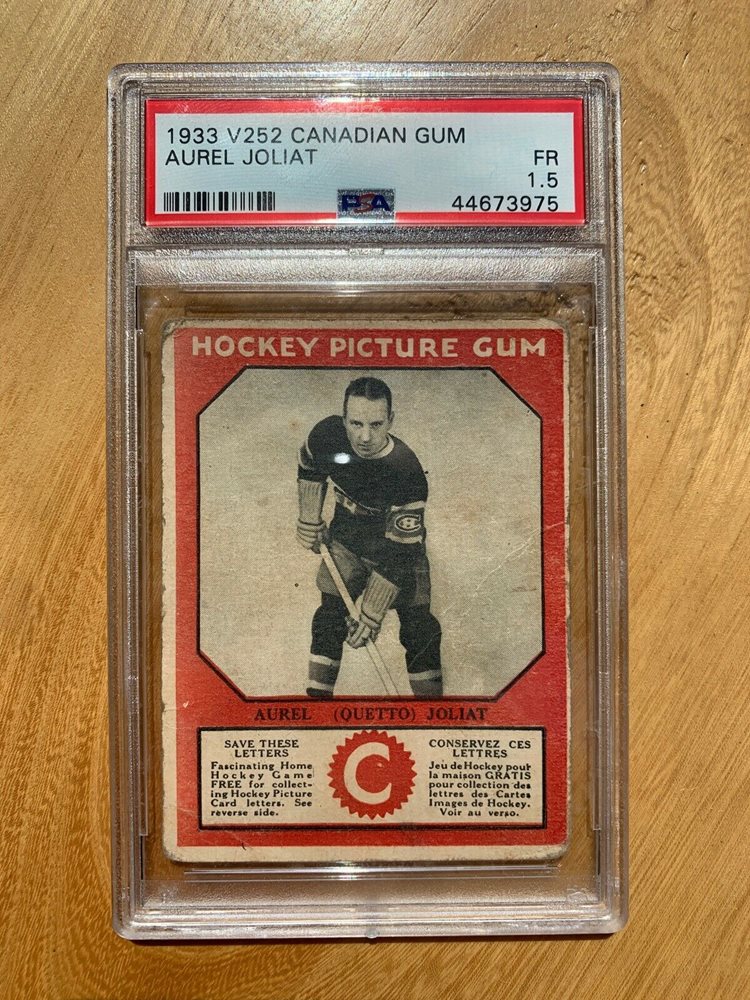 1933 V252 CANADIAN GUM
AUREL JOLIAT FR
1.5
PSA 44673975
HOCKEY PICTURE GUM
CH
AUREL (QUETTO) JOLIAT
SAVE THESE
LETTERS
Fascinating Home
Hockey Game
FREE for collect-
ing Hockey Picture
Card letters. See
reverse side.
C
CONSERVEZ CES
LETTRES
Jeu de Hockey pour
la maison GRATIS
pour collection des
lettres des Cartes
Images de Hockey.
Voir au verso.